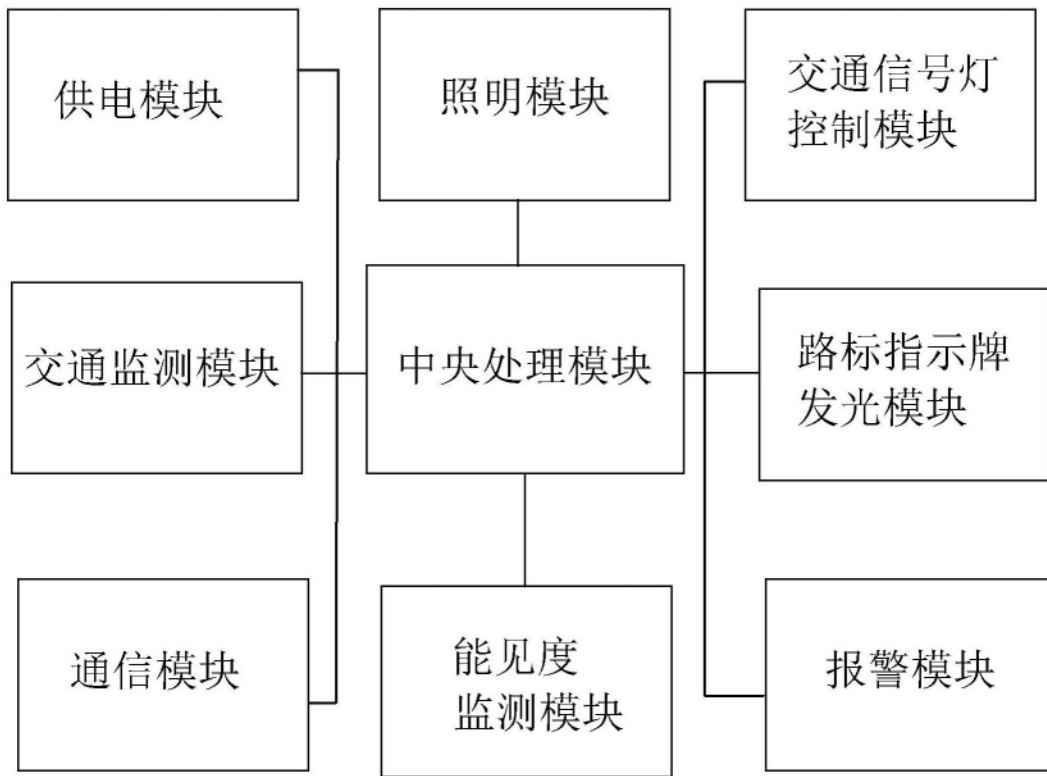 供电模块
照明模块
交通信号灯
控制模块
交通监测模块
中央处理模块
路标指示牌
发光模块
通信模块
能见度
监测模块
报警模块